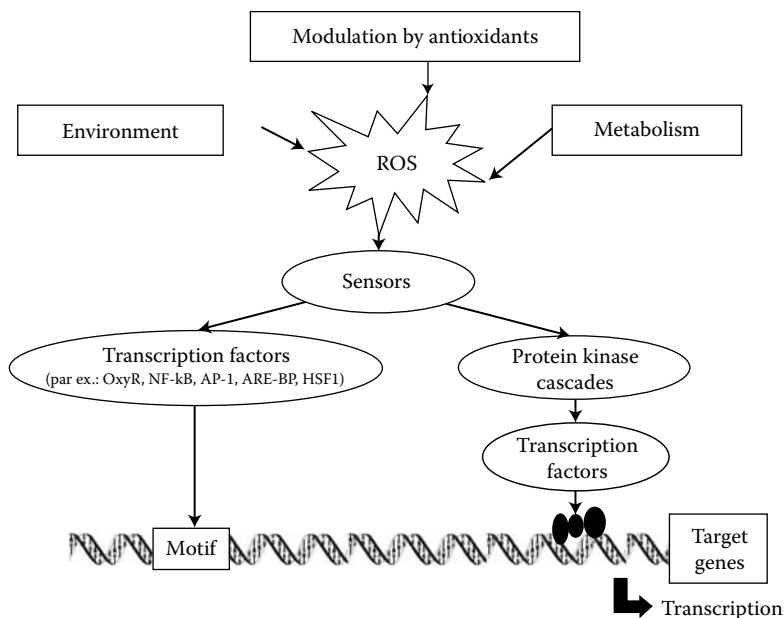 Modulation by antioxidants
Environment
ROS
Metabolism
Sensors
Transcription factors
(par ex.: OxyR, NF-kB, AP-1, ARE-BP, HSF1)
Protein kinase
cascades
Transcription
factors
Motif
Target
genes
Transcription